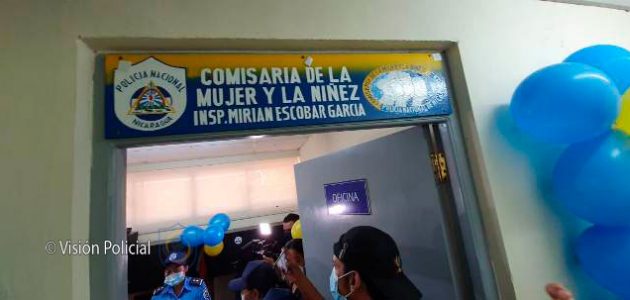 POLICIA NACIONAL
NICARAGUA
COMISARIA DE LA
MUJER Y LA NIÑEZ
INSP. MIRIAN ESCOBAR GARCIA
OFICINA
© Visión Policial